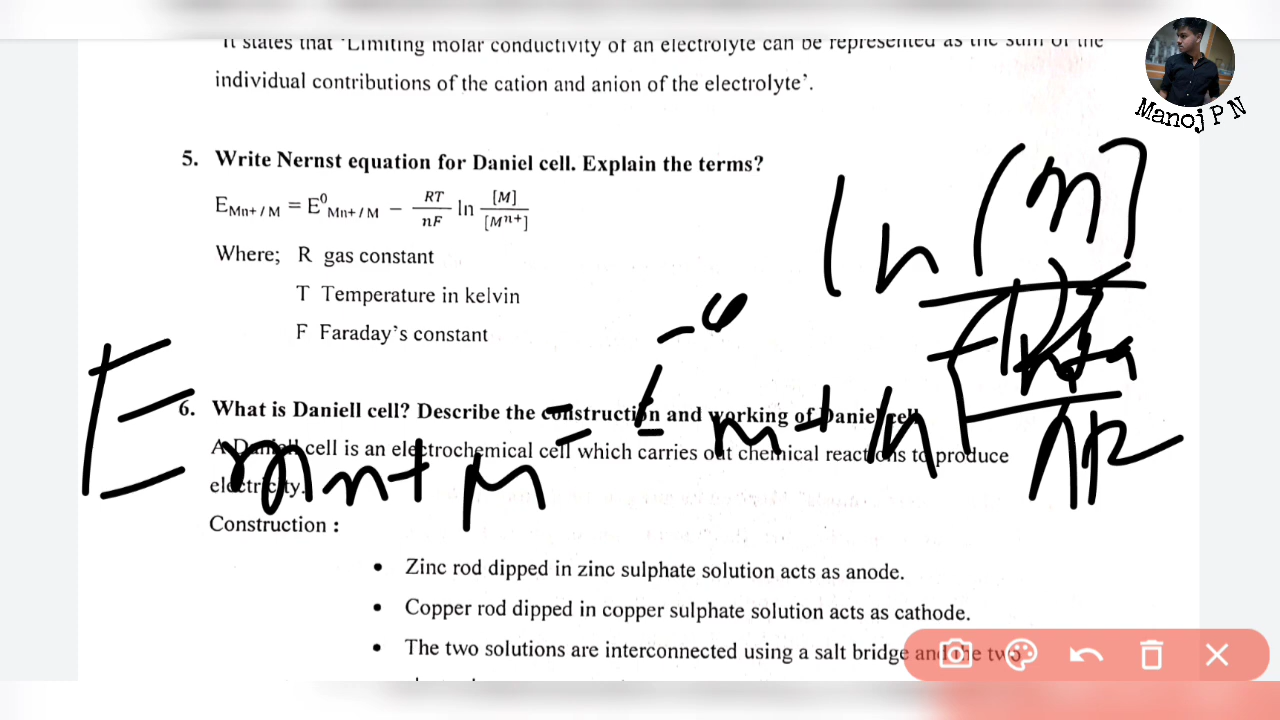 It states that 'Limiting molar conductivity of an electrolyte can be represented as the sum of the
individual contributions of the cation and anion of the electrolyte'.
Manoj P N
5. Write Nernst equation for Daniel cell. Explain the terms?
E Mn+ / M = E⁰ Mn+ / M − RT/nF ln [M]/[Mⁿ⁺]
Where; R gas constant
T Temperature in kelvin
F Faraday's constant
6. What is Daniell cell? Describe the construction and working of Daniel cell
A Daniell cell is an electrochemical cell which carries out chemical reactions to produce
electricity.
Construction :
• Zinc rod dipped in zinc sulphate solution acts as anode.
• Copper rod dipped in copper sulphate solution acts as cathode.
• The two solutions are interconnected using a salt bridge and the two